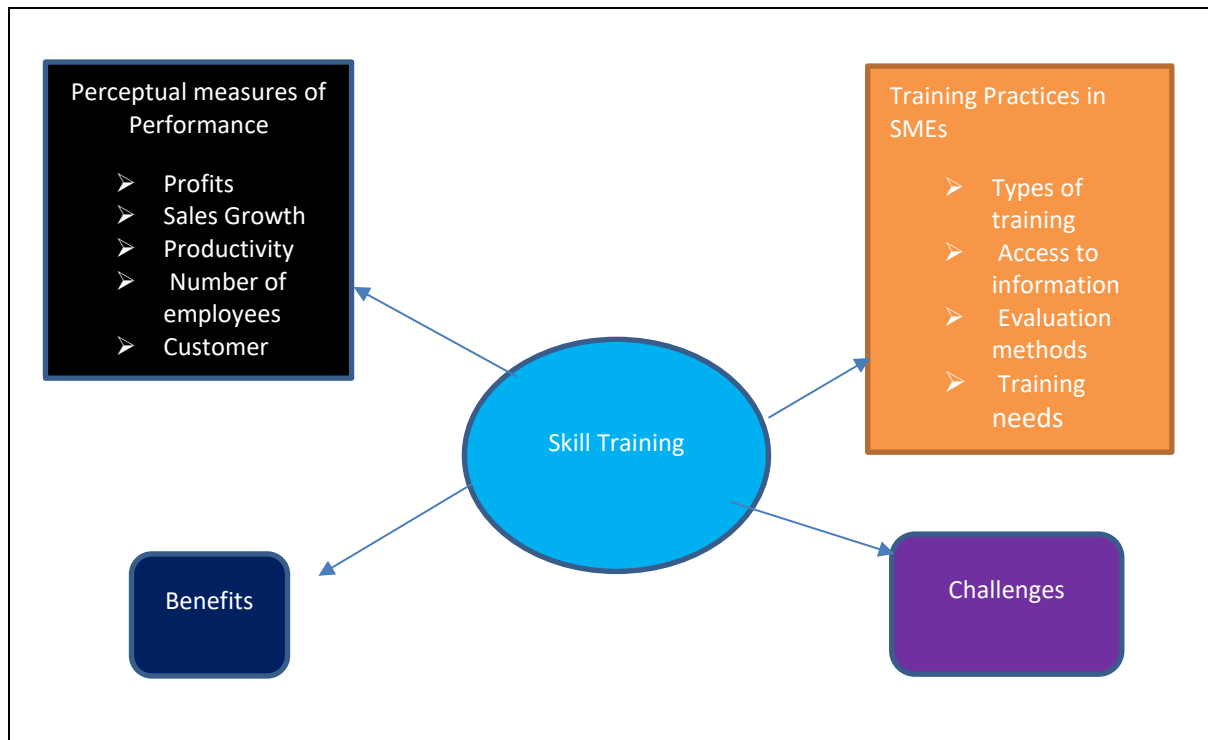 Perceptual measures of
Performance
➢ Profits
➢ Sales Growth
➢ Productivity
➢ Number of
employees
➢ Customer
Training Practices in
SMEs
➢ Types of
training
➢ Access to
information
➢ Evaluation
methods
➢ Training
needs
Skill Training
Benefits
Challenges